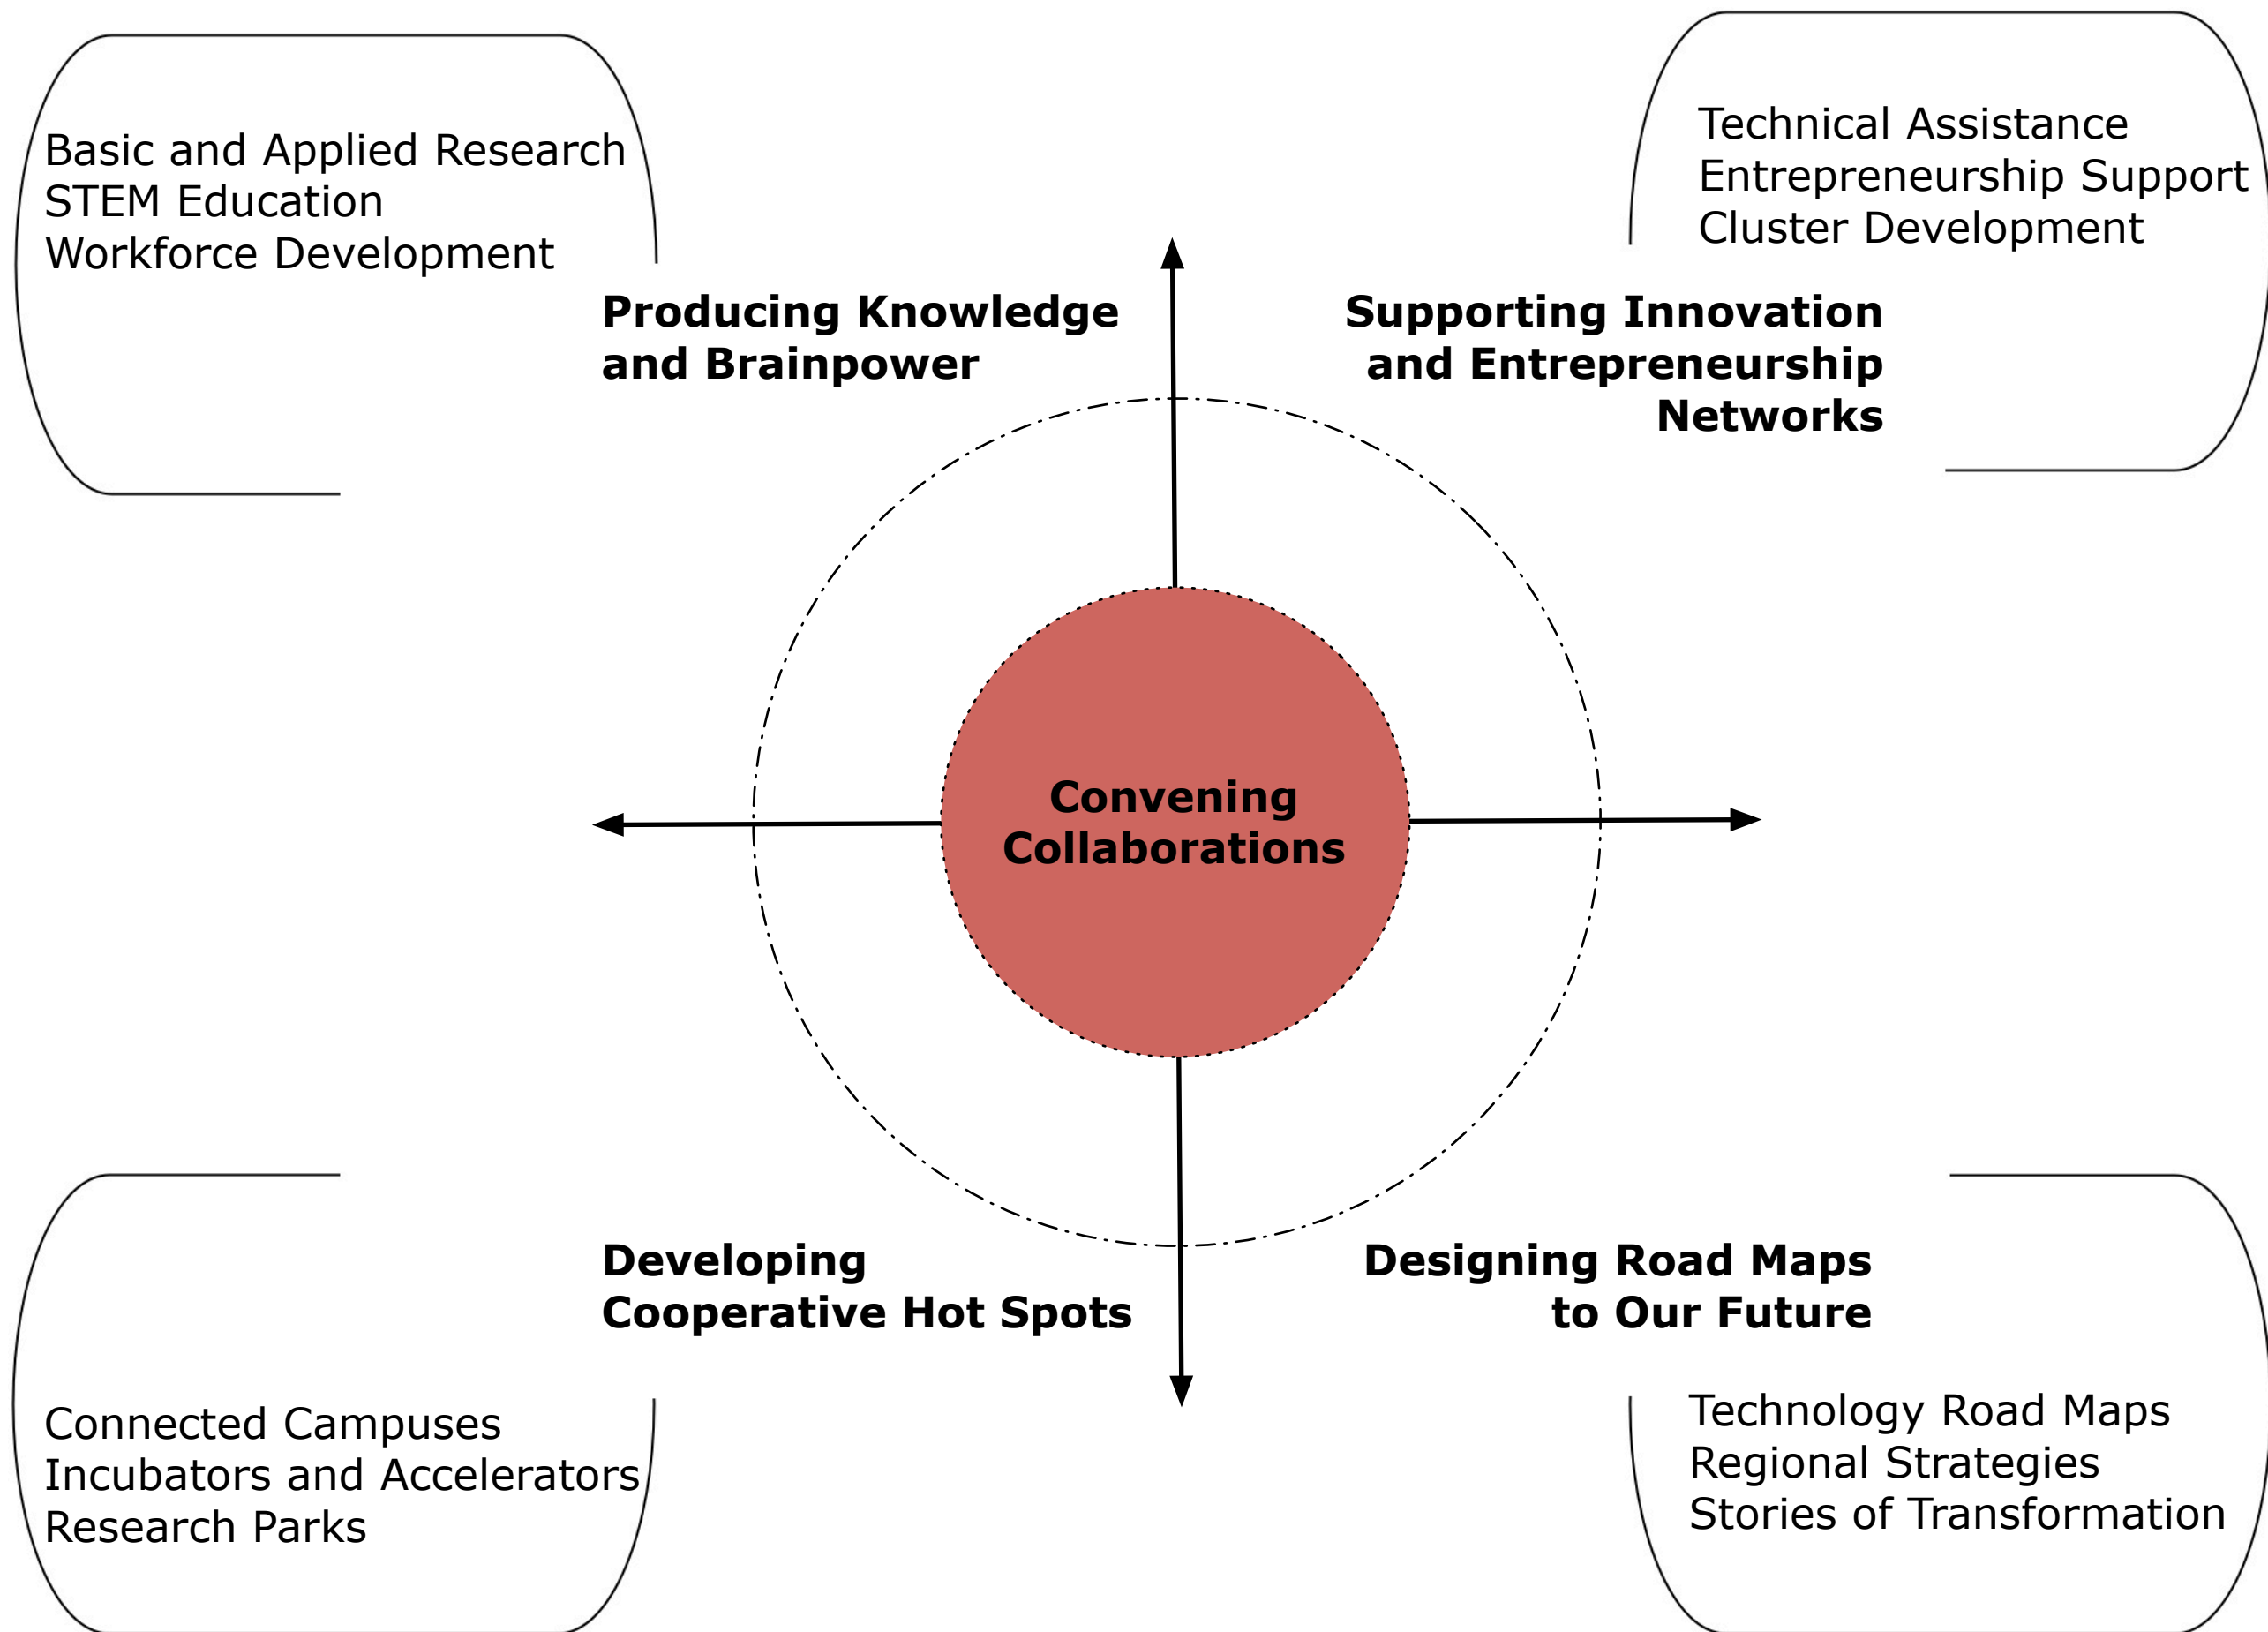 Basic and Applied Research
STEM Education
Workforce Development
Technical Assistance
Entrepreneurship Support
Cluster Development
Producing Knowledge
and Brainpower
Supporting Innovation
and Entrepreneurship
Networks
Convening
Collaborations
Developing
Cooperative Hot Spots
Designing Road Maps
to Our Future
Connected Campuses
Incubators and Accelerators
Research Parks
Technology Road Maps
Regional Strategies
Stories of Transformation